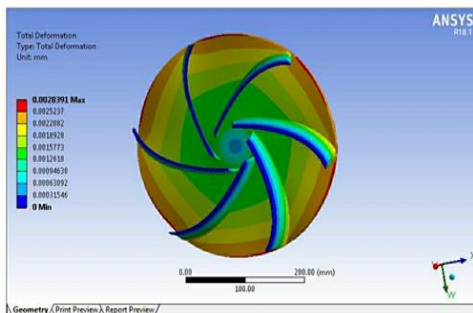 Total Deformation
Type: Total Deformation
Unit: mm
0.0028391 Max
0.0025237
0.0022082
0.0018928
0.0015773
0.0012618
0.00094638
0.00063092
0.00031546
0 Min
ANSYS
R18.1
0.00
200.00 (mm)
100.00
X
Geometry / Print Preview / Report Preview /